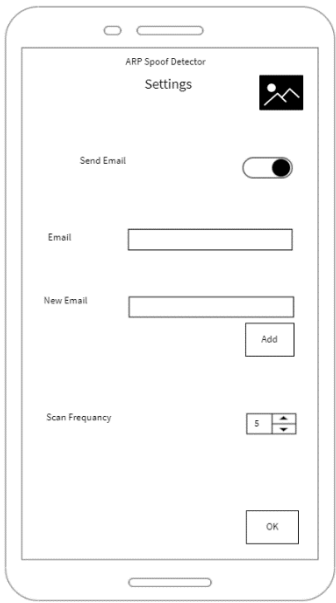 ARP Spoof Detector
Settings
Send Email
Email
New Email
Add
Scan Frequancy
5
OK